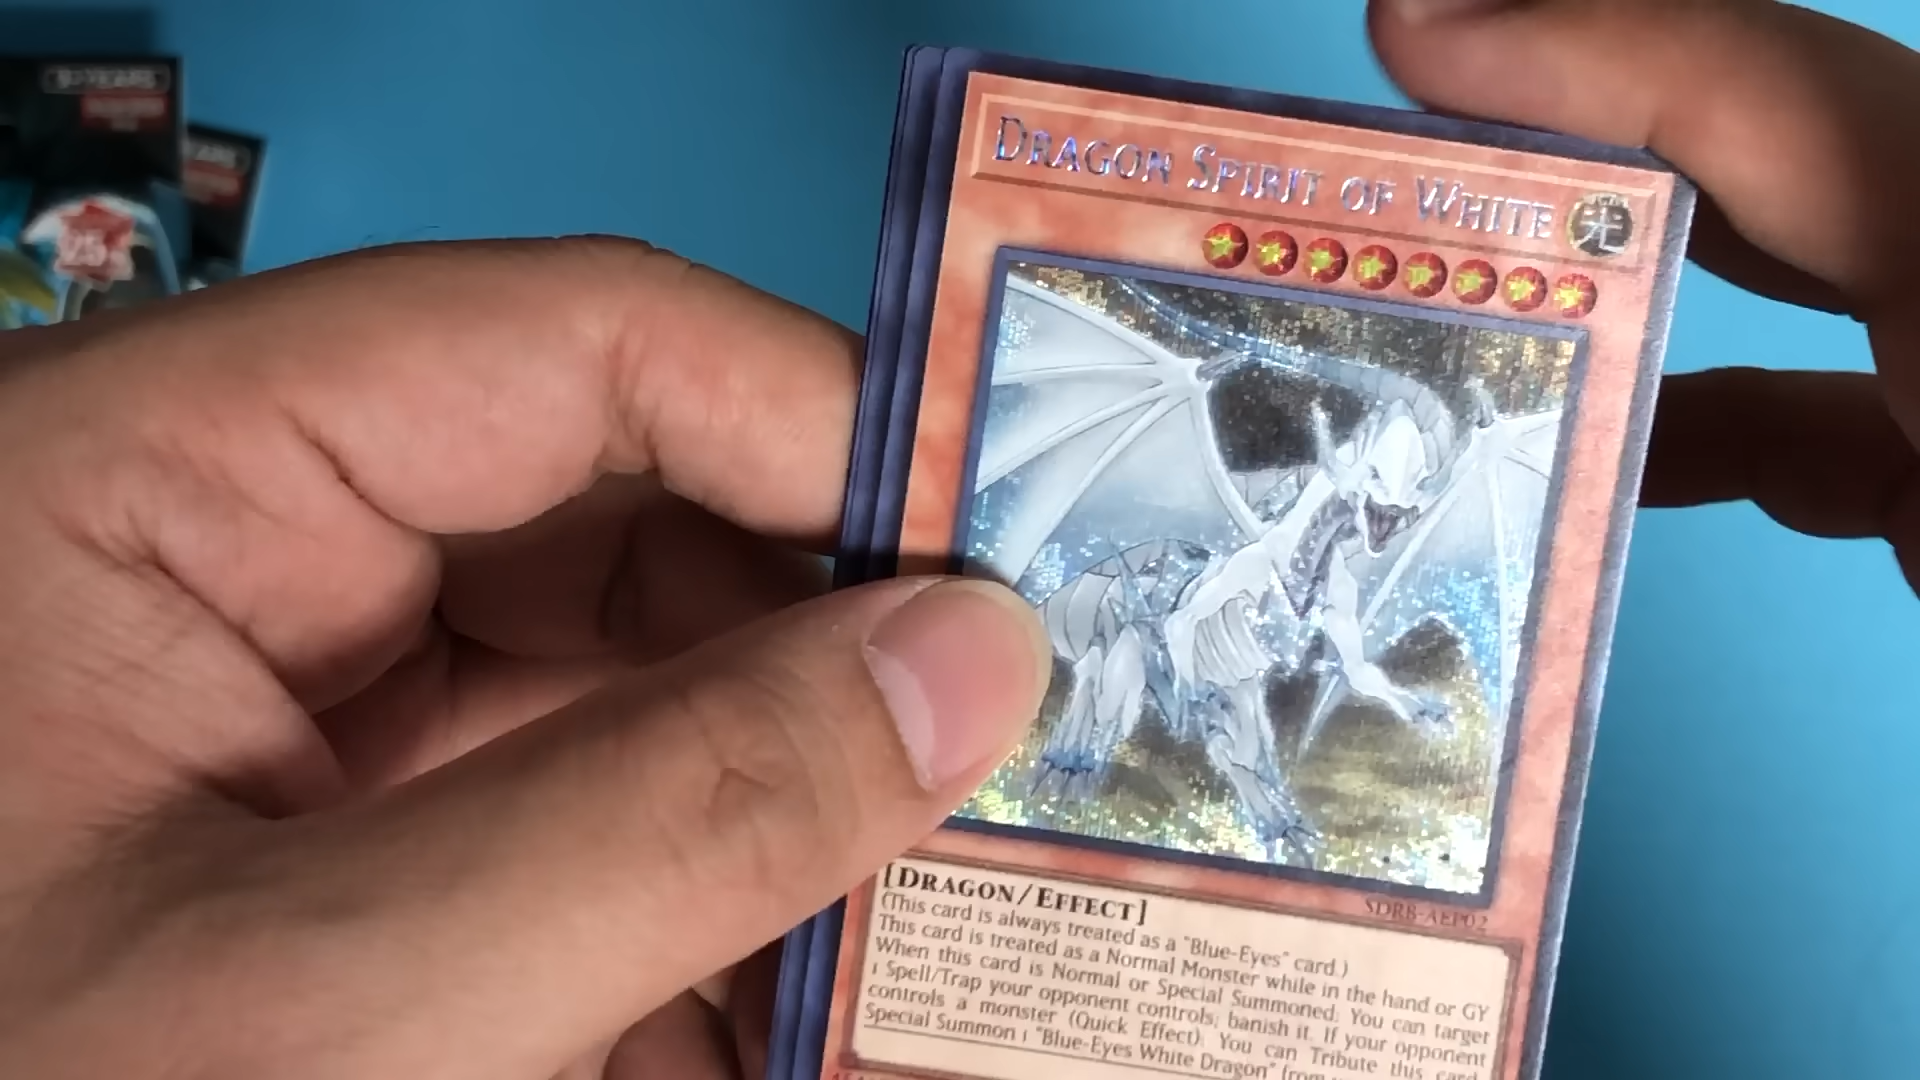 DRAGON SPIRIT OF WHITE
光
25
SDRB-AEP02
[DRAGON/EFFECT]
(This card is always treated as a "Blue-Eyes" card.)
This card is treated as a Normal Monster while in the hand or GY
When this card is Normal or Special Summoned: You can target
1 Spell/Trap your opponent controls; banish it. If your opponent
controls a monster (Quick Effect): You can Tribute this card
Special Summon 1 "Blue-Eyes White Dragon" (from